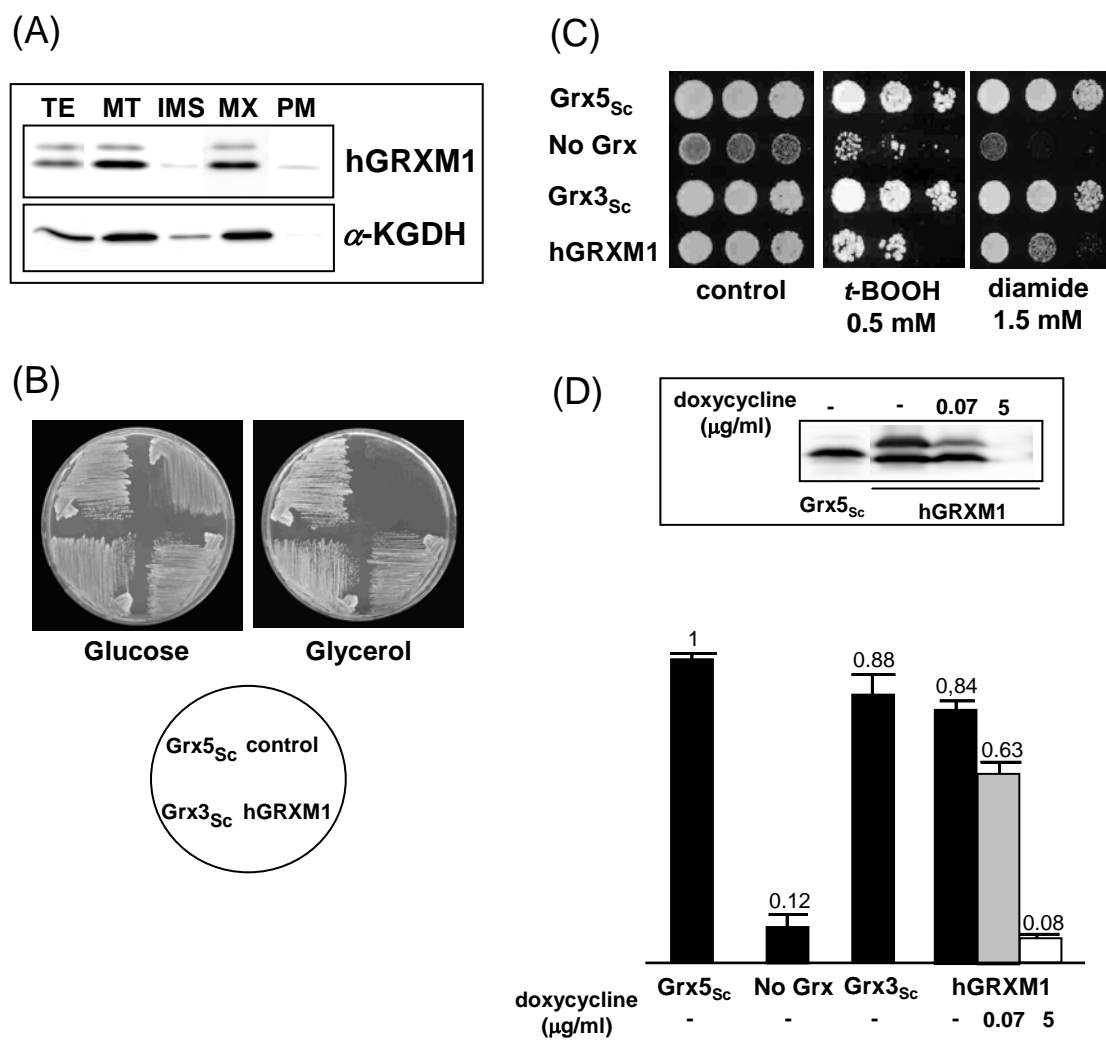 (A)
TE MT IMS MX PM
hGRXM1
α-KGDH
(B)
Glucose Glycerol
Grx5Sc control
Grx3Sc hGRXM1
(C)
Grx5Sc
No Grx
Grx3Sc
hGRXM1
control
t-BOOH
0.5 mM
diamide
1.5 mM
(D)
doxycycline
(μg/ml)
- - 0.07 5
Grx5Sc
hGRXM1
1
0.12
0.88
0,84
0.63
0.08
Grx5Sc No Grx Grx3Sc hGRXM1
doxycycline
(μg/ml)
- - - - 0.07 5